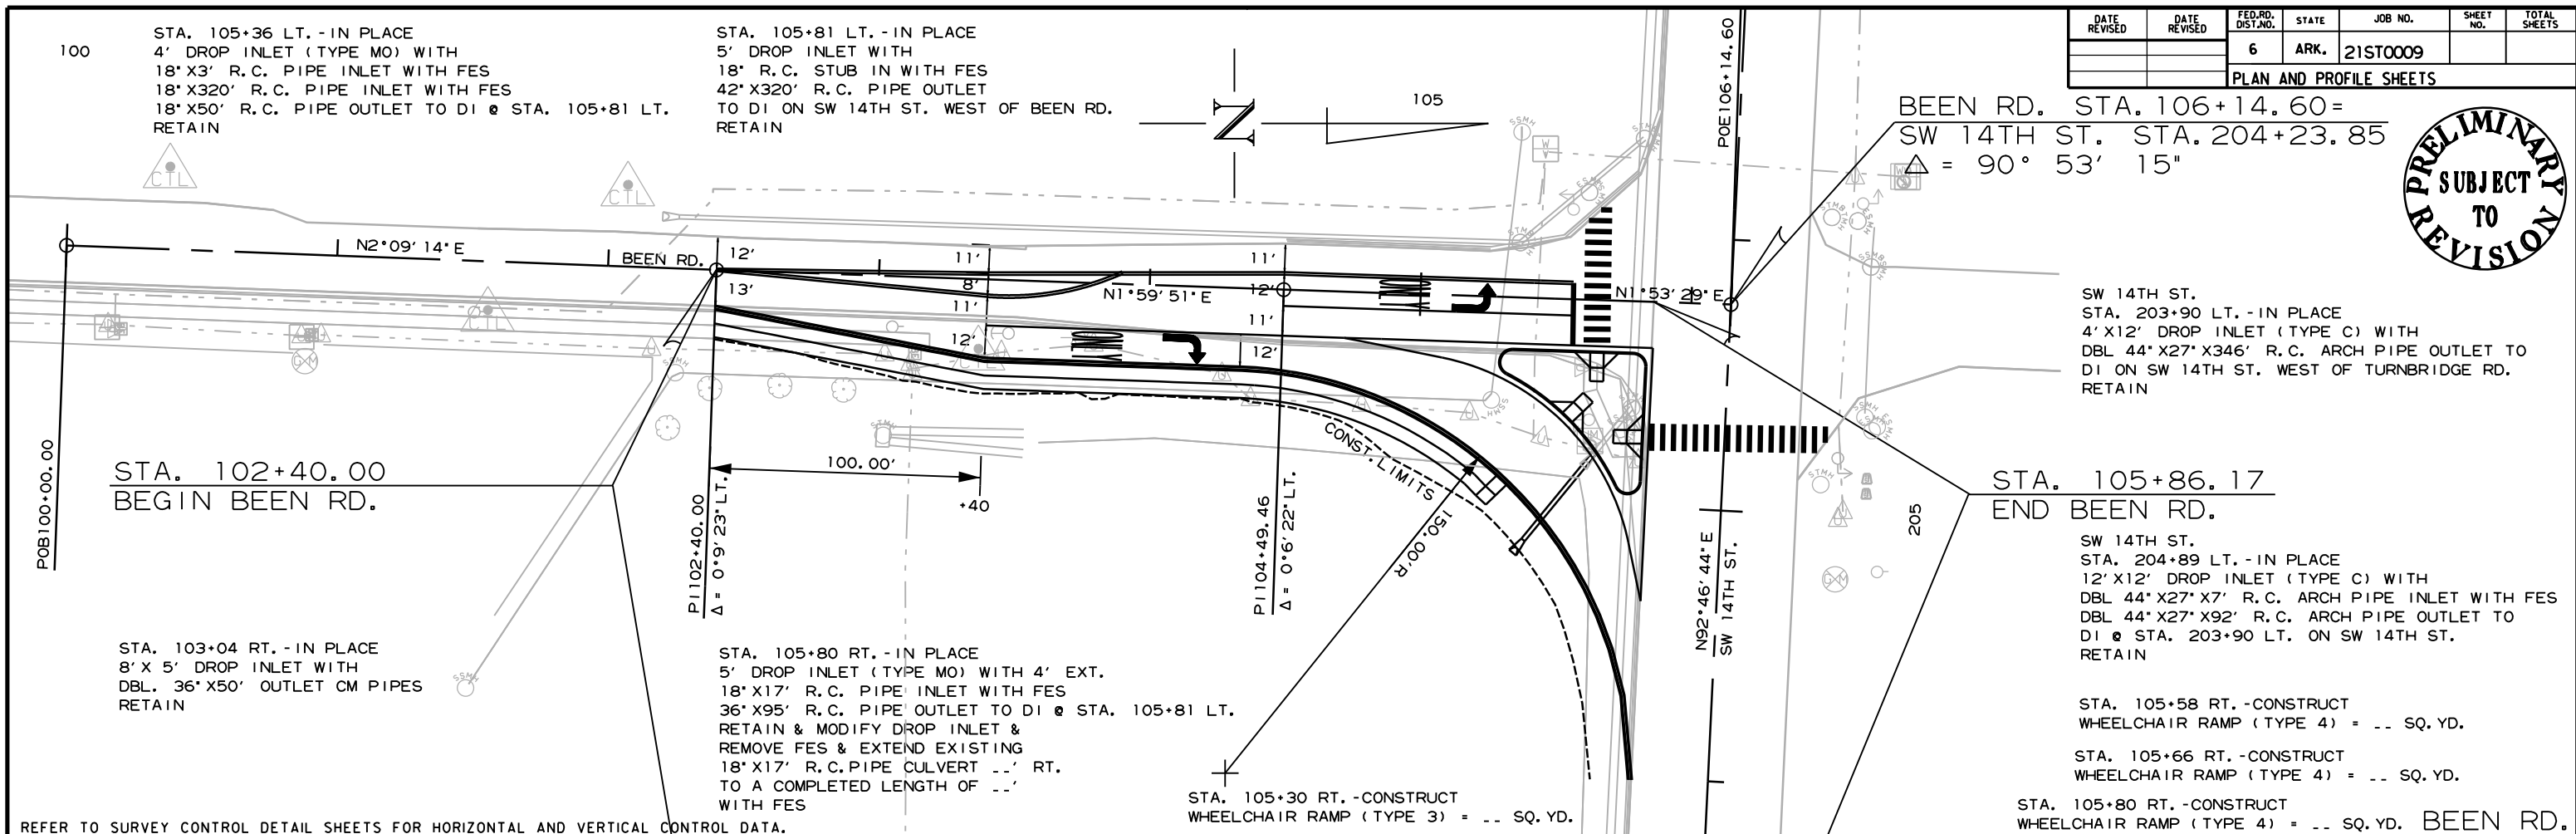 100
STA. 105+36 LT. -IN PLACE
4' DROP INLET (TYPE MO) WITH
18"X3' R.C. PIPE INLET WITH FES
18"X320' R.C. PIPE INLET WITH FES
18"X50' R.C. PIPE OUTLET TO DI @ STA. 105+81 LT.
RETAIN
STA. 105+81 LT. -IN PLACE
5' DROP INLET WITH
18" R.C. STUB IN WITH FES
42"X320' R.C. PIPE OUTLET
TO DI ON SW 14TH ST. WEST OF BEEN RD.
RETAIN
N
105
POE106+14.60
DATE REVISED
DATE REVISED
FED.RD. DIST.NO.
STATE
JOB NO.
SHEET NO.
TOTAL SHEETS
6
ARK.
21ST0009
PLAN AND PROFILE SHEETS
BEEN RD. STA. 106+14.60=
SW 14TH ST. STA. 204+23.85
Δ = 90° 53' 15"
PRELIMINARY
SUBJECT
TO
REVISION
CTL
CTL
CTL
CTL
N2°09'14"E
BEEN RD.
12'
13'
11'
8'
11'
12'
11'
12'
11'
12'
N1°59'51"E
N1°53'29"E
SSMH
STMH
SSMH
SSMH
STMH
SSMH
STMH
SSMH
W
SW 14TH ST.
STA. 203+90 LT. -IN PLACE
4'X12' DROP INLET (TYPE C) WITH
DBL 44"X27"X346' R.C. ARCH PIPE OUTLET TO
DI ON SW 14TH ST. WEST OF TURNBRIDGE RD.
RETAIN
POB100+00.00
STA. 102+40.00
BEGIN BEEN RD.
PI102+40.00
Δ = 0°9'23" LT.
100.00'
+40
PI104+49.46
Δ = 0°6'22" LT.
CONST. LIMITS
150.00'R
N92°46'44"E
SW 14TH ST.
205
STA. 105+86.17
END BEEN RD.
SW 14TH ST.
STA. 204+89 LT. -IN PLACE
12'X12' DROP INLET (TYPE C) WITH
DBL 44"X27"X7' R.C. ARCH PIPE INLET WITH FES
DBL 44"X27"X92' R.C. ARCH PIPE OUTLET TO
DI @ STA. 203+90 LT. ON SW 14TH ST.
RETAIN
STA. 103+04 RT. -IN PLACE
8'X 5' DROP INLET WITH
DBL. 36"X50' OUTLET CM PIPES
RETAIN
STA. 105+80 RT. -IN PLACE
5' DROP INLET (TYPE MO) WITH 4' EXT.
18"X17' R.C. PIPE INLET WITH FES
36"X95' R.C. PIPE OUTLET TO DI @ STA. 105+81 LT.
RETAIN & MODIFY DROP INLET &
REMOVE FES & EXTEND EXISTING
18"X17' R.C.PIPE CULVERT __' RT.
TO A COMPLETED LENGTH OF __'
WITH FES
STA. 105+30 RT. -CONSTRUCT
WHEELCHAIR RAMP (TYPE 3) = __ SQ.YD.
STA. 105+58 RT. -CONSTRUCT
WHEELCHAIR RAMP (TYPE 4) = __ SQ.YD.
STA. 105+66 RT. -CONSTRUCT
WHEELCHAIR RAMP (TYPE 4) = __ SQ.YD.
STA. 105+80 RT. -CONSTRUCT
WHEELCHAIR RAMP (TYPE 4) = __ SQ.YD.
BEEN RD.
REFER TO SURVEY CONTROL DETAIL SHEETS FOR HORIZONTAL AND VERTICAL CONTROL DATA.